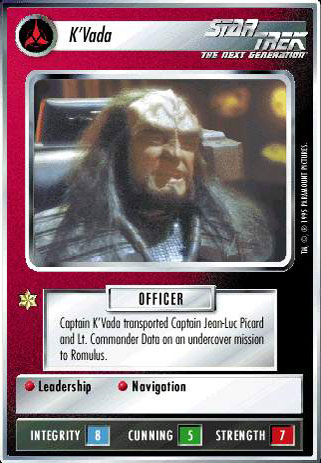 K'Vada
STAR TREK
THE NEXT GENERATION
TM © ® 1995 PARAMOUNT PICTURES.
OFFICER
Captain K'Vada transported Captain Jean-Luc Picard
and Lt. Commander Data on an undercover mission
to Romulus.
Leadership Navigation
INTEGRITY 8 CUNNING 5 STRENGTH 7